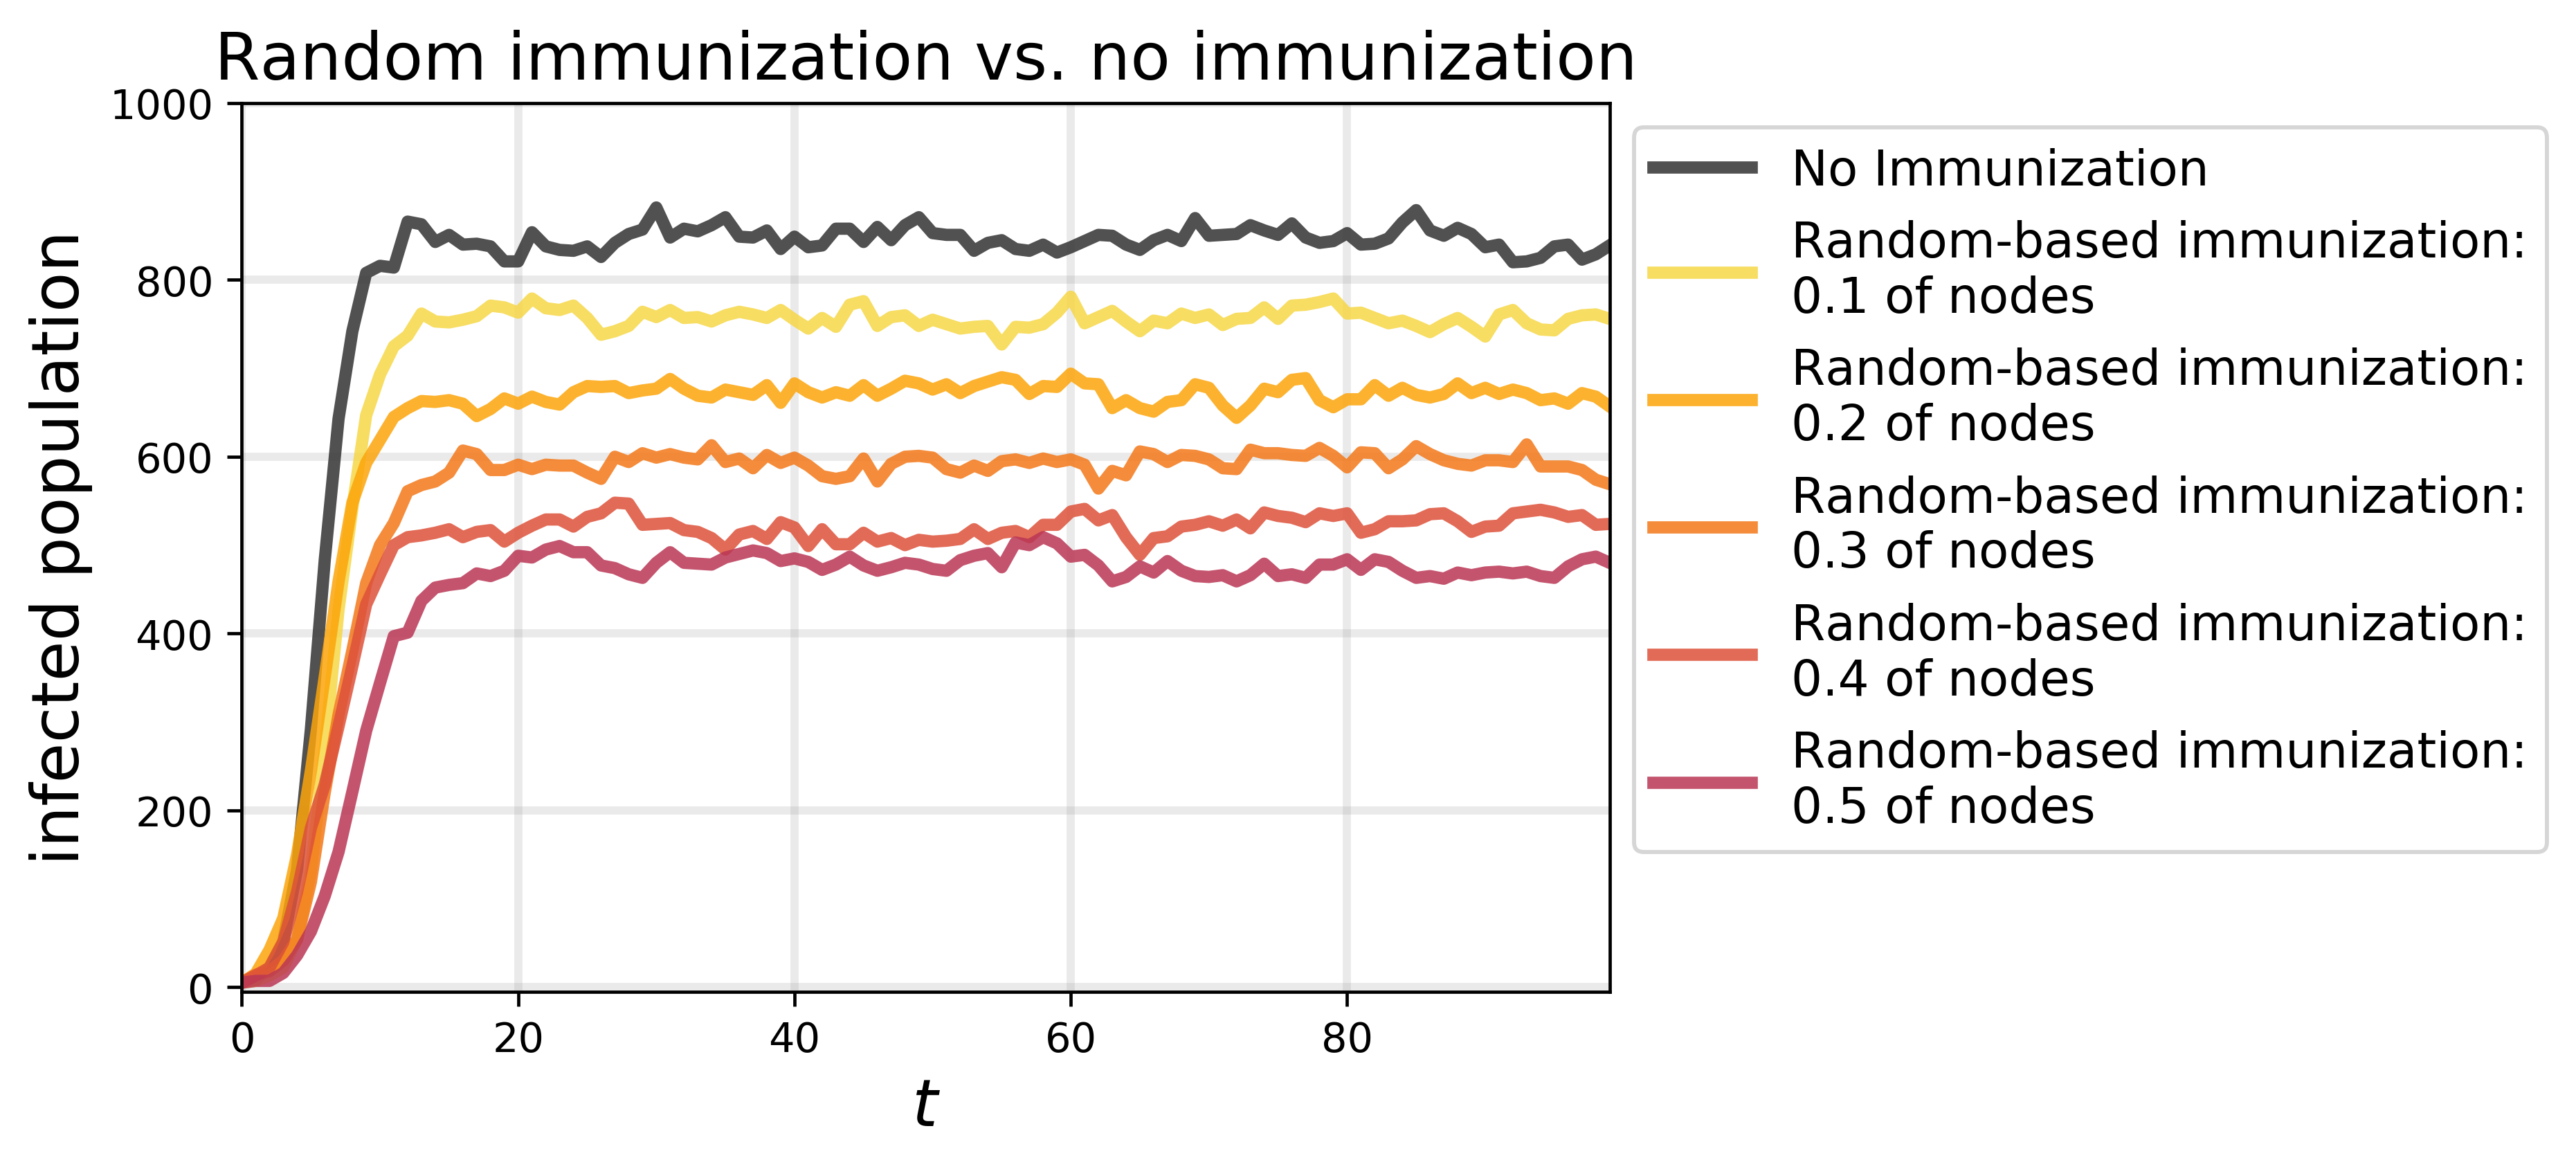 Random immunization vs. no immunization
1000
800
600
400
200
0
infected population
0 20 40 60 80
t
No Immunization
Random-based immunization:
0.1 of nodes
Random-based immunization:
0.2 of nodes
Random-based immunization:
0.3 of nodes
Random-based immunization:
0.4 of nodes
Random-based immunization:
0.5 of nodes